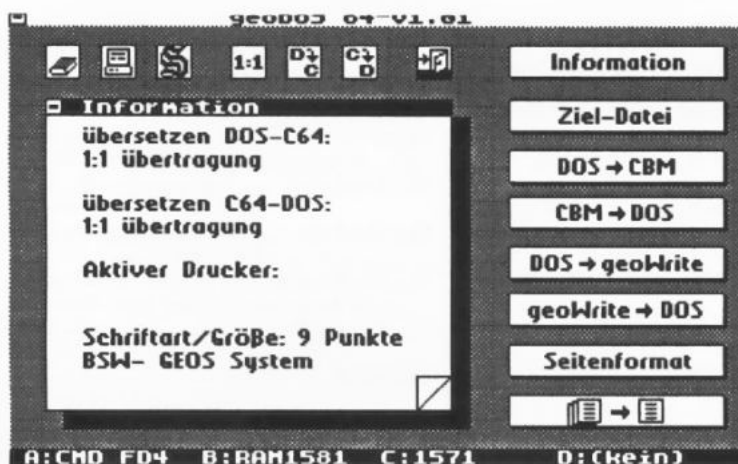 geoDOS 64-V1.01
1:1
D C
C D
Information
übersetzen DOS-C64:
1:1 übertragung
übersetzen C64-DOS:
1:1 übertragung
Aktiver Drucker:
Schriftart/Größe: 9 Punkte
BSW- GEOS System
Information
Ziel-Datei
DOS → CBM
CBM → DOS
DOS → geoWrite
geoWrite → DOS
Seitenformat
A:CMD FD4 B:RAM1581 C:1571 D:(kein)